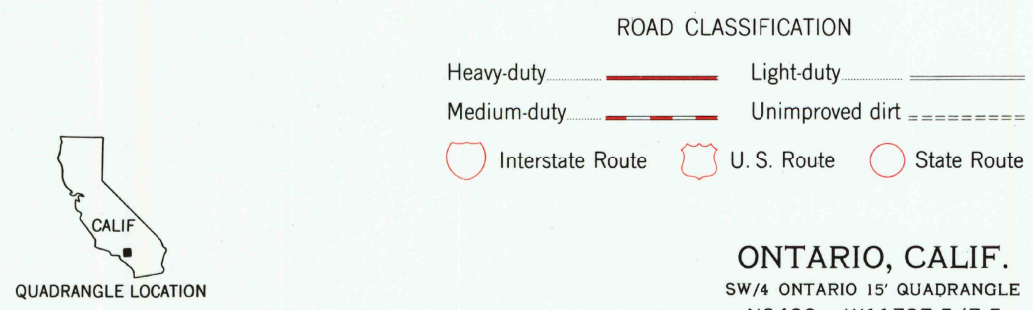 ROAD CLASSIFICATION
Heavy-duty
Light-duty
Medium-duty
Unimproved dirt
Interstate Route
U. S. Route
State Route
CALIF
QUADRANGLE LOCATION
ONTARIO, CALIF.
SW/4 ONTARIO 15' QUADRANGLE